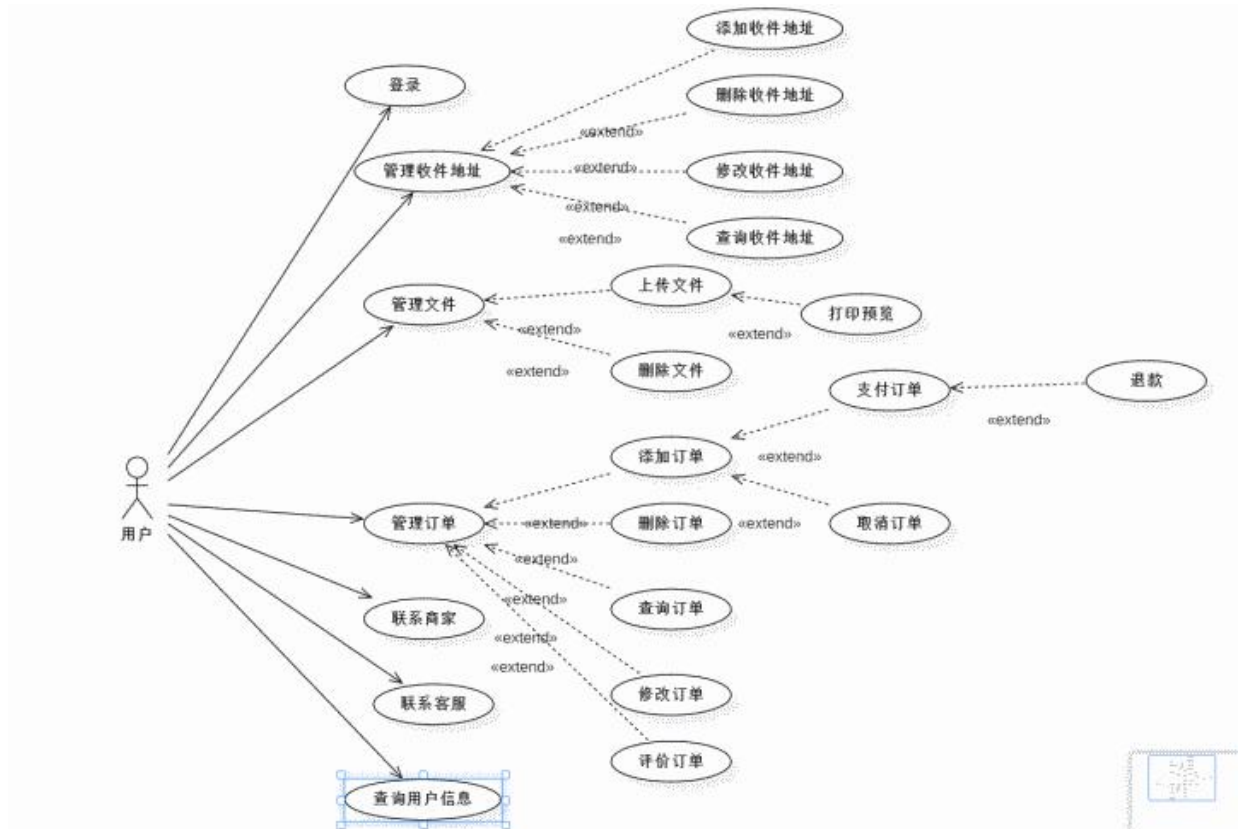 添加收件地址
登录
删除收件地址
«extend»
管理收件地址
«extend»
修改收件地址
«extend»
«extend»
查询收件地址
上传文件
管理文件
打印预览
«extend»
«extend»
«extend»
删除文件
支付订单
退款
«extend»
添加订单
«extend»
用户
管理订单
«extend»
删除订单
«extend»
取消订单
«extend»
«extend»
查询订单
联系商家
«extend»
«extend»
修改订单
联系客服
评价订单
查询用户信息